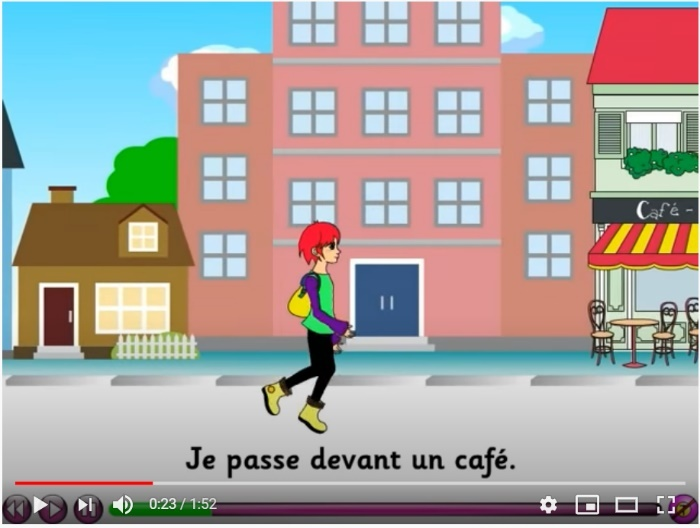 Café -
Je passe devant un café.
0:23 / 1:52